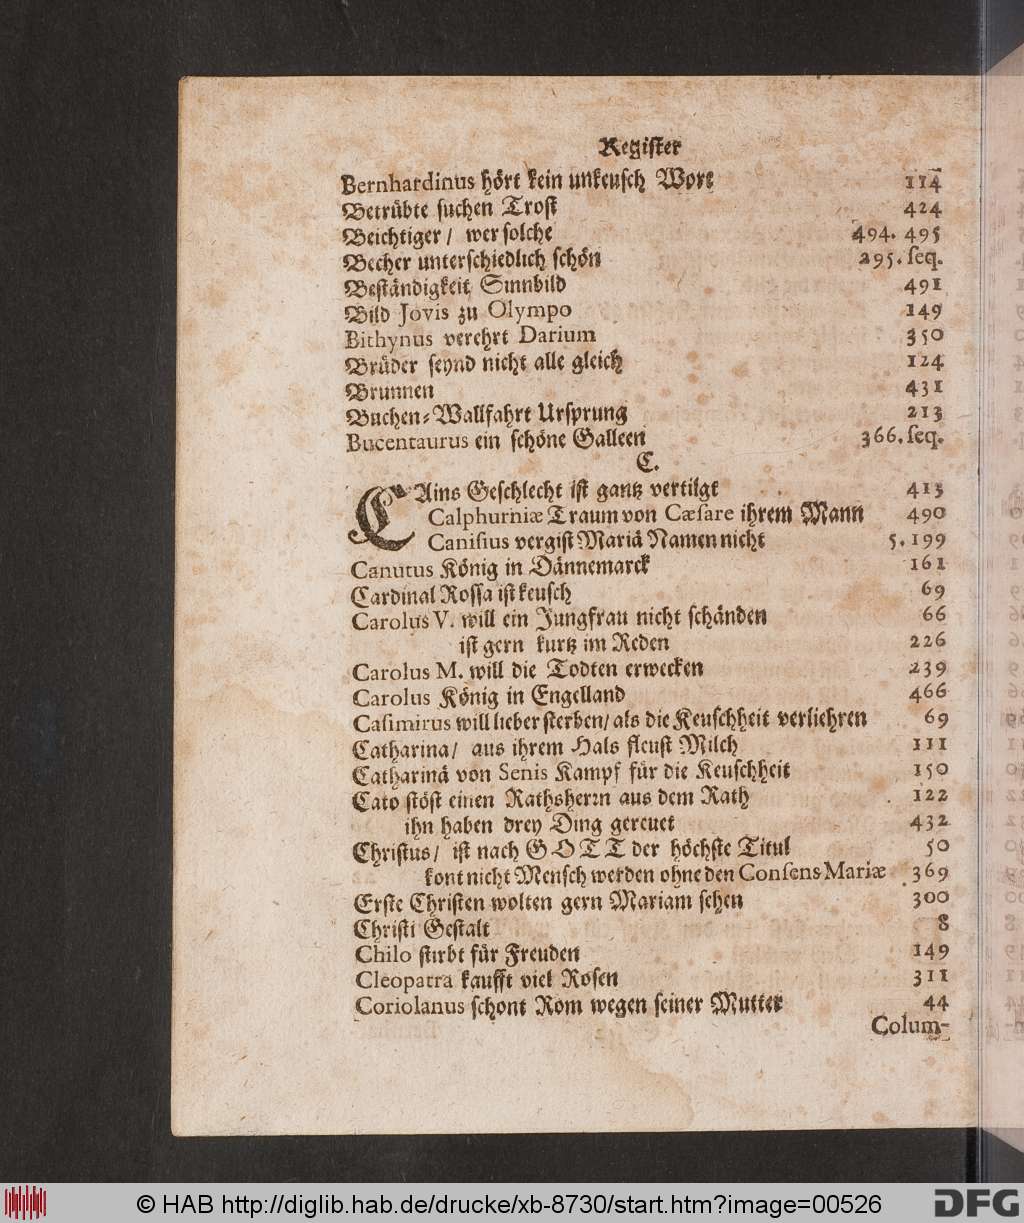 Register
Bernhardinus hört kein unkeusch Wort 114
Betrübte suchen Trost 424
Beichtiger / wer solche 494. 495
Becher unterschiedlich schön 295. seq.
Beständigkeit Sinnbild 491
Bild Jovis zu Olympo 149
Bithynus verehrt Darium 350
Brüder seynd nicht alle gleich 124
Brunnen 431
Buchen-Wallfahrt Ursprung 213
Bucentaurus ein schöne Galleen 366. seq.
C.
CAins Geschlecht ist gantz vertilgt 413
Calphurniæ Traum von Cæsare ihrem Mann 490
Canisius vergist Mariä Namen nicht 5. 199
Canutus König in Dännemarck 161
Cardinal Rossa ist keusch 69
Carolus V. will ein Jungfrau nicht schänden 66
ist gern kurtz im Reden 226
Carolus M. will die Todten erwecken 239
Carolus König in Engelland 466
Casimirus will lieber sterben / als die Keuschheit verliehren 69
Catharina / aus ihrem Hals fleust Milch 111
Catharinä von Senis Kampf für die Keuschheit 150
Cato stöst einen Rathsherrn aus dem Rath 122
ihn haben drey Ding gereuet 432
Christus / ist nach GOTT der höchste Titul 50
kont nicht Mensch werden ohne den Consens Mariæ 369
Erste Christen wolten gern Mariam sehen 300
Christi Gestalt 8
Chilo stirbt für Freuden 149
Cleopatra kaufft viel Rosen 311
Coriolanus schont Rom wegen seiner Mutter 44
Colum-
© HAB http://diglib.hab.de/drucke/xb-8730/start.htm?image=00526
DFG